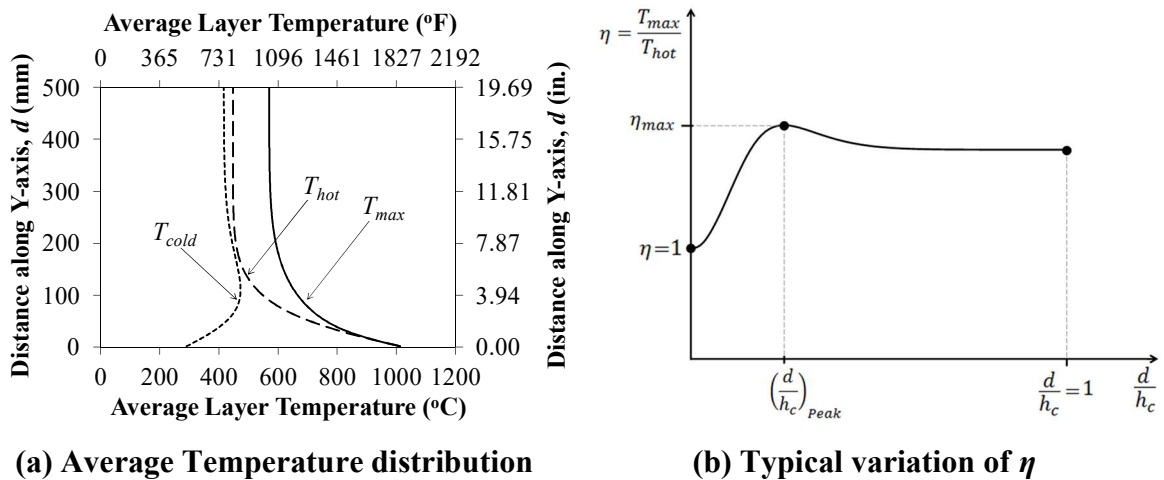 Average Layer Temperature (°F)
0 365 731 1096 1461 1827 2192
Distance along Y-axis, d (mm)
500
400
300
200
100
0
19.69
15.75
11.81
7.87
3.94
0.00
Distance along Y-axis, d (in.)
T_hot
T_max
T_cold
0 200 400 600 800 1000 1200
Average Layer Temperature (°C)
(a) Average Temperature distribution
η = T_max / T_hot
η_max
η = 1
(d/h_c)_Peak
d/h_c = 1
d/h_c
(b) Typical variation of η